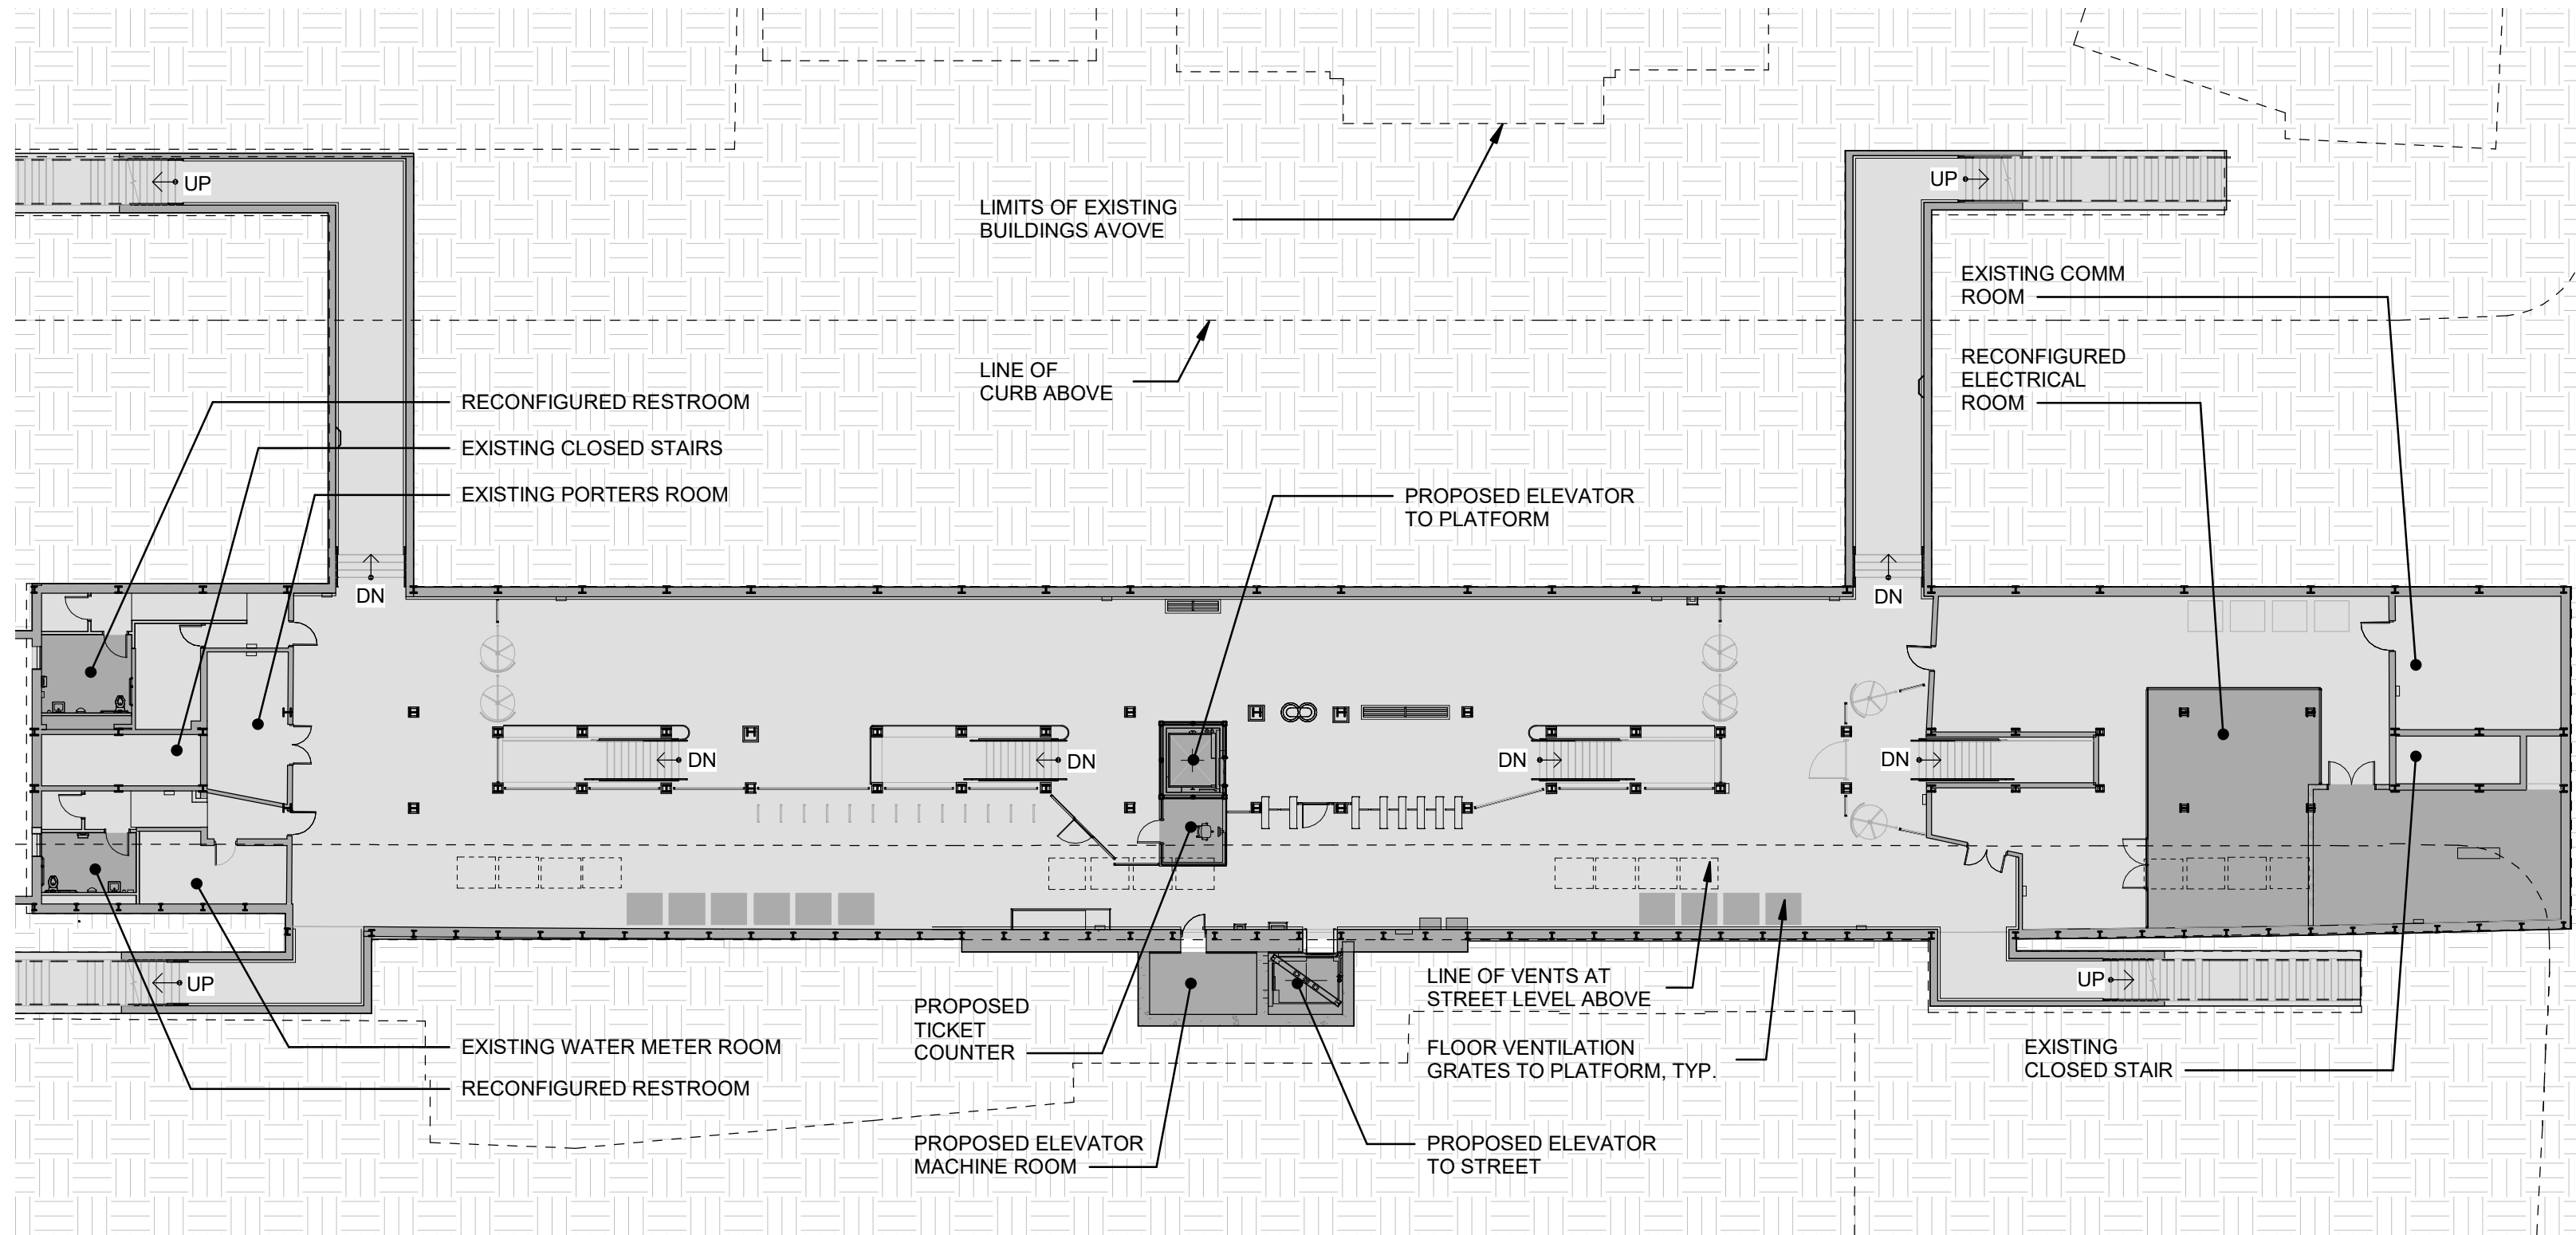 UP
UP
LIMITS OF EXISTING
BUILDINGS AVOVE
EXISTING COMM
ROOM
LINE OF
CURB ABOVE
RECONFIGURED
ELECTRICAL
ROOM
RECONFIGURED RESTROOM
EXISTING CLOSED STAIRS
EXISTING PORTERS ROOM
PROPOSED ELEVATOR
TO PLATFORM
DN
DN
DN
DN
DN
DN
UP
UP
LINE OF VENTS AT
STREET LEVEL ABOVE
PROPOSED
TICKET
COUNTER
EXISTING WATER METER ROOM
RECONFIGURED RESTROOM
FLOOR VENTILATION
GRATES TO PLATFORM, TYP.
EXISTING
CLOSED STAIR
PROPOSED ELEVATOR
MACHINE ROOM
PROPOSED ELEVATOR
TO STREET